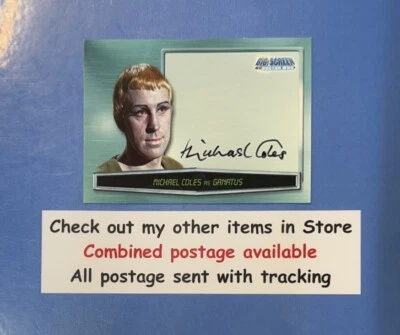 BIG SCREEN
Michael Coles
MICHAEL COLES AS GANATUS
Check out my other items in Store
Combined postage available
All postage sent with tracking